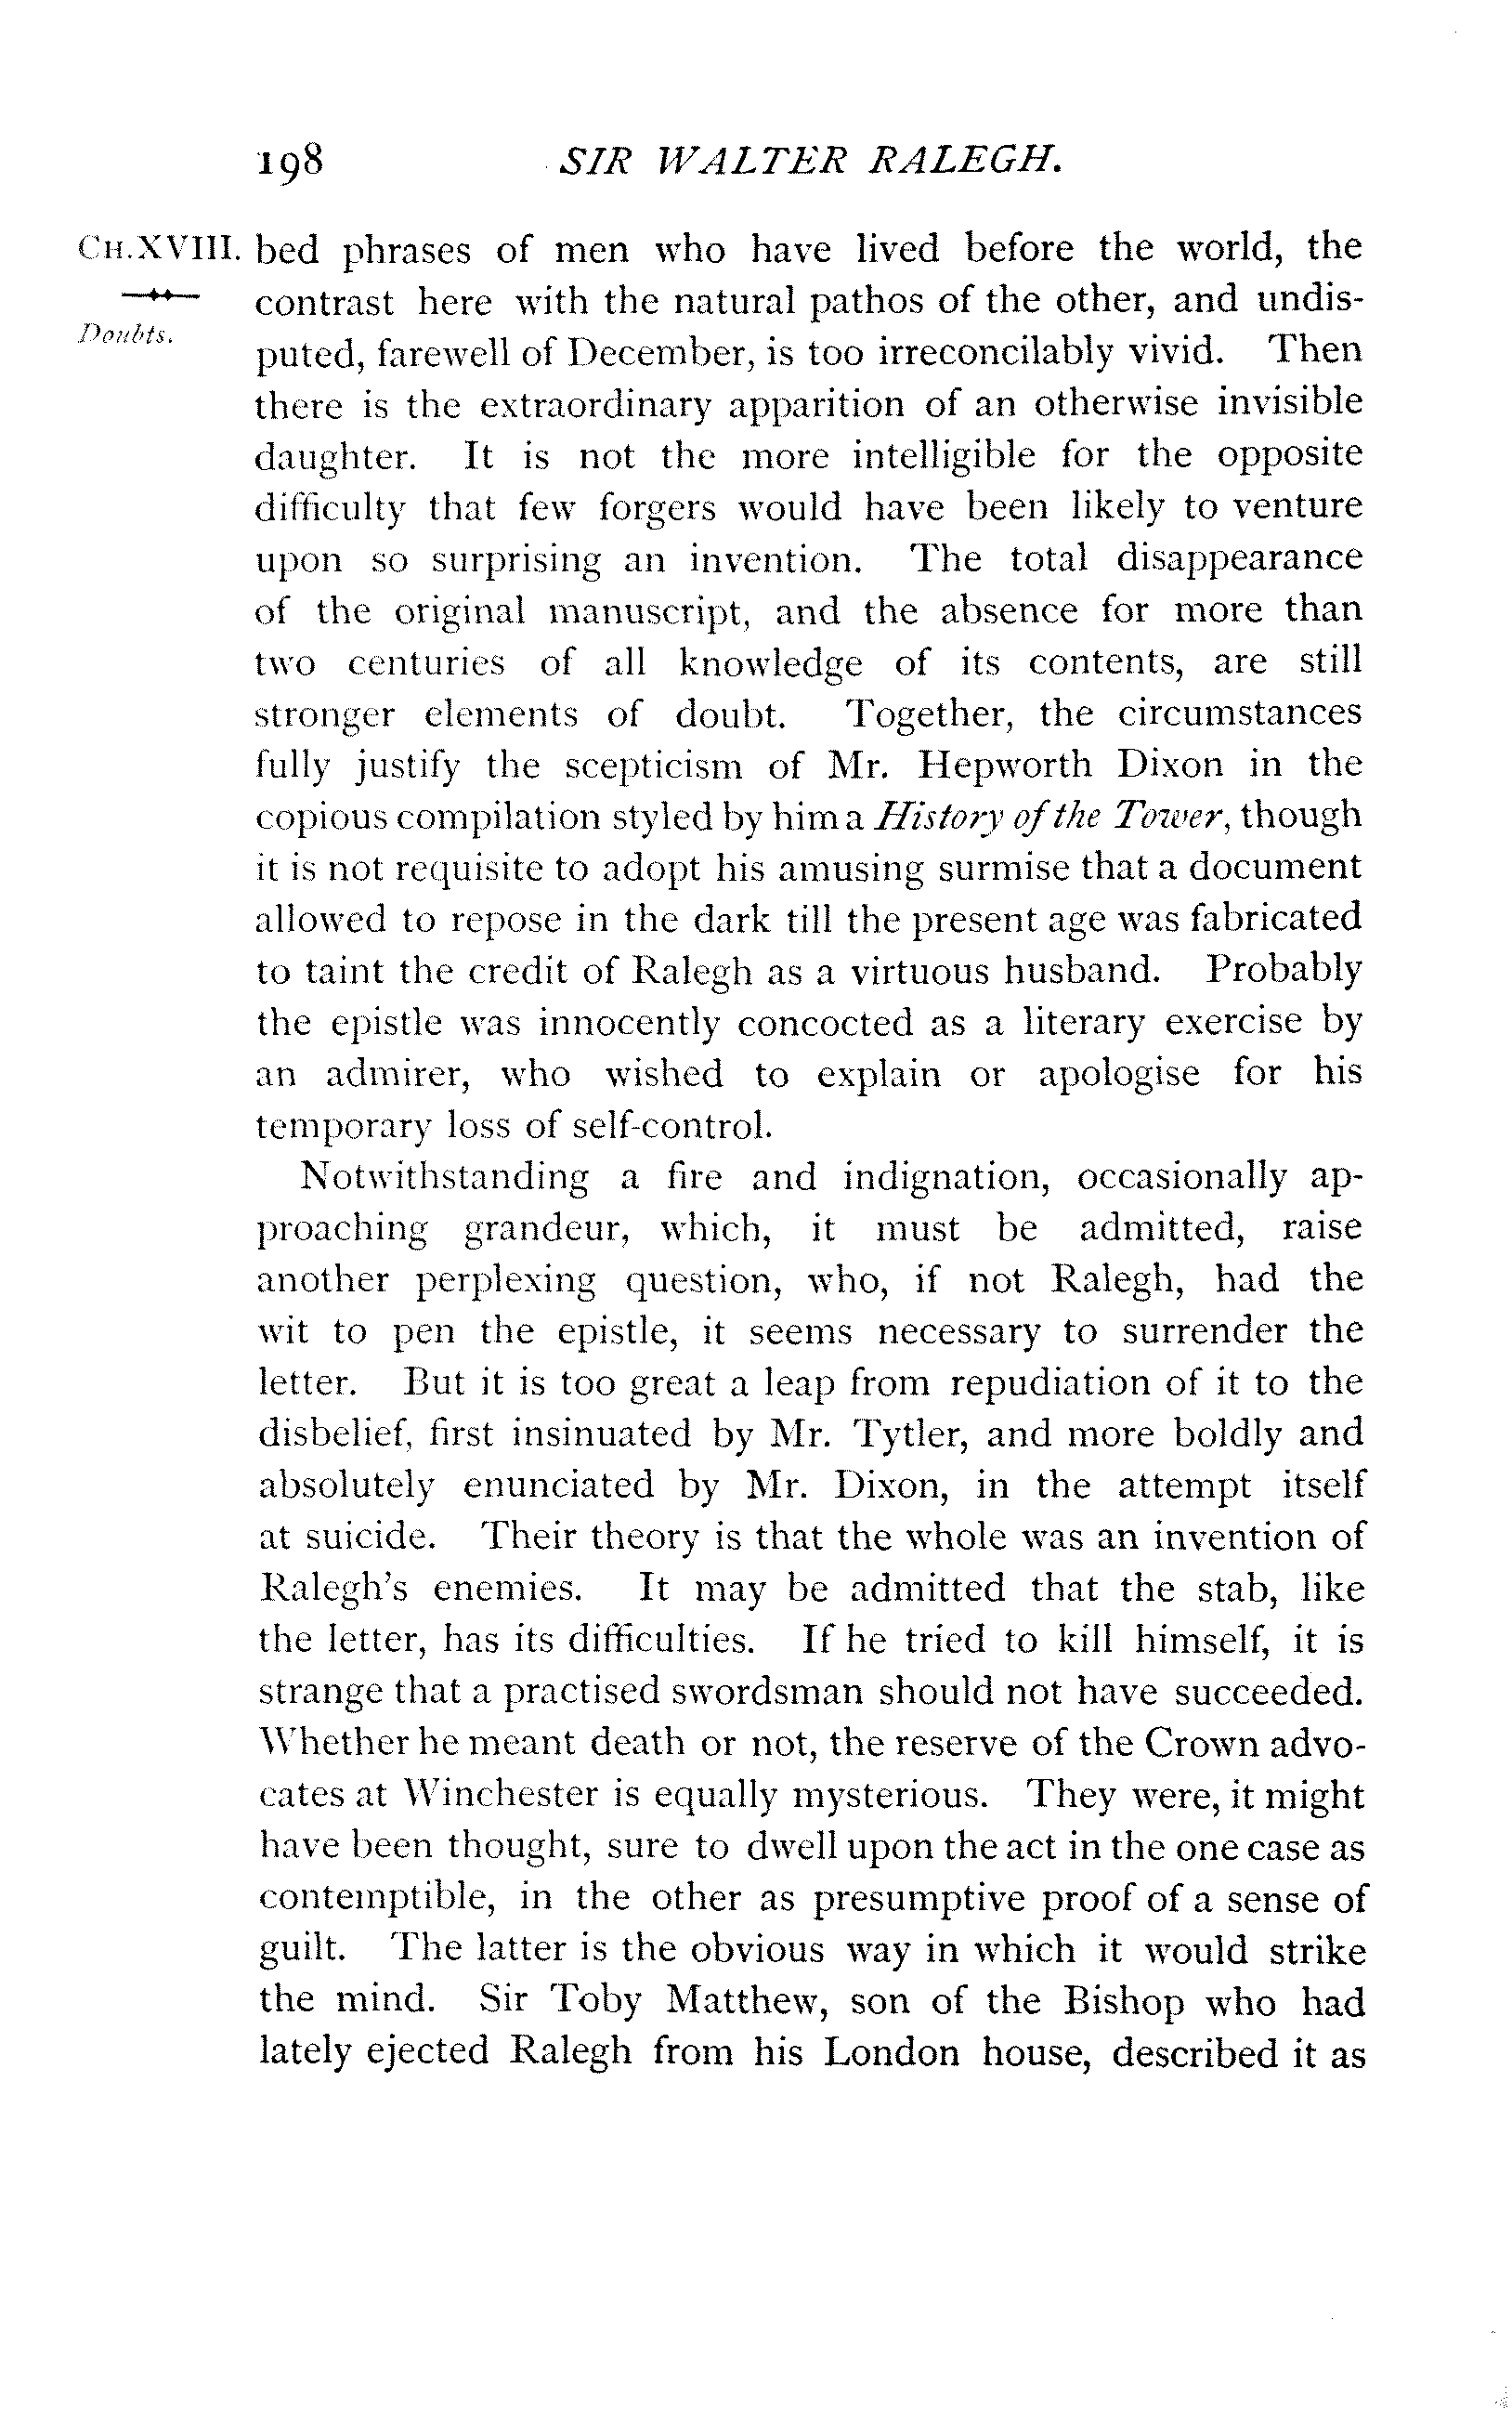 198 SIR WALTER RALEGH.
CH. XVIII. bed phrases of men who have lived before the world, the
contrast here with the natural pathos of the other, and undis-
Doubts.
puted, farewell of December, is too irreconcilably vivid. Then
there is the extraordinary apparition of an otherwise invisible
daughter. It is not the more intelligible for the opposite
difficulty that few forgers would have been likely to venture
upon so surprising an invention. The total disappearance
of the original manuscript, and the absence for more than
two centuries of all knowledge of its contents, are still
stronger elements of doubt. Together, the circumstances
fully justify the scepticism of Mr. Hepworth Dixon in the
copious compilation styled by him a History of the Tower, though
it is not requisite to adopt his amusing surmise that a document
allowed to repose in the dark till the present age was fabricated
to taint the credit of Ralegh as a virtuous husband. Probably
the epistle was innocently concocted as a literary exercise by
an admirer, who wished to explain or apologise for his
temporary loss of self-control.
Notwithstanding a fire and indignation, occasionally ap-
proaching grandeur, which, it must be admitted, raise
another perplexing question, who, if not Ralegh, had the
wit to pen the epistle, it seems necessary to surrender the
letter. But it is too great a leap from repudiation of it to the
disbelief, first insinuated by Mr. Tytler, and more boldly and
absolutely enunciated by Mr. Dixon, in the attempt itself
at suicide. Their theory is that the whole was an invention of
Ralegh's enemies. It may be admitted that the stab, like
the letter, has its difficulties. If he tried to kill himself, it is
strange that a practised swordsman should not have succeeded.
Whether he meant death or not, the reserve of the Crown advo-
cates at Winchester is equally mysterious. They were, it might
have been thought, sure to dwell upon the act in the one case as
contemptible, in the other as presumptive proof of a sense of
guilt. The latter is the obvious way in which it would strike
the mind. Sir Toby Matthew, son of the Bishop who had
lately ejected Ralegh from his London house, described it as